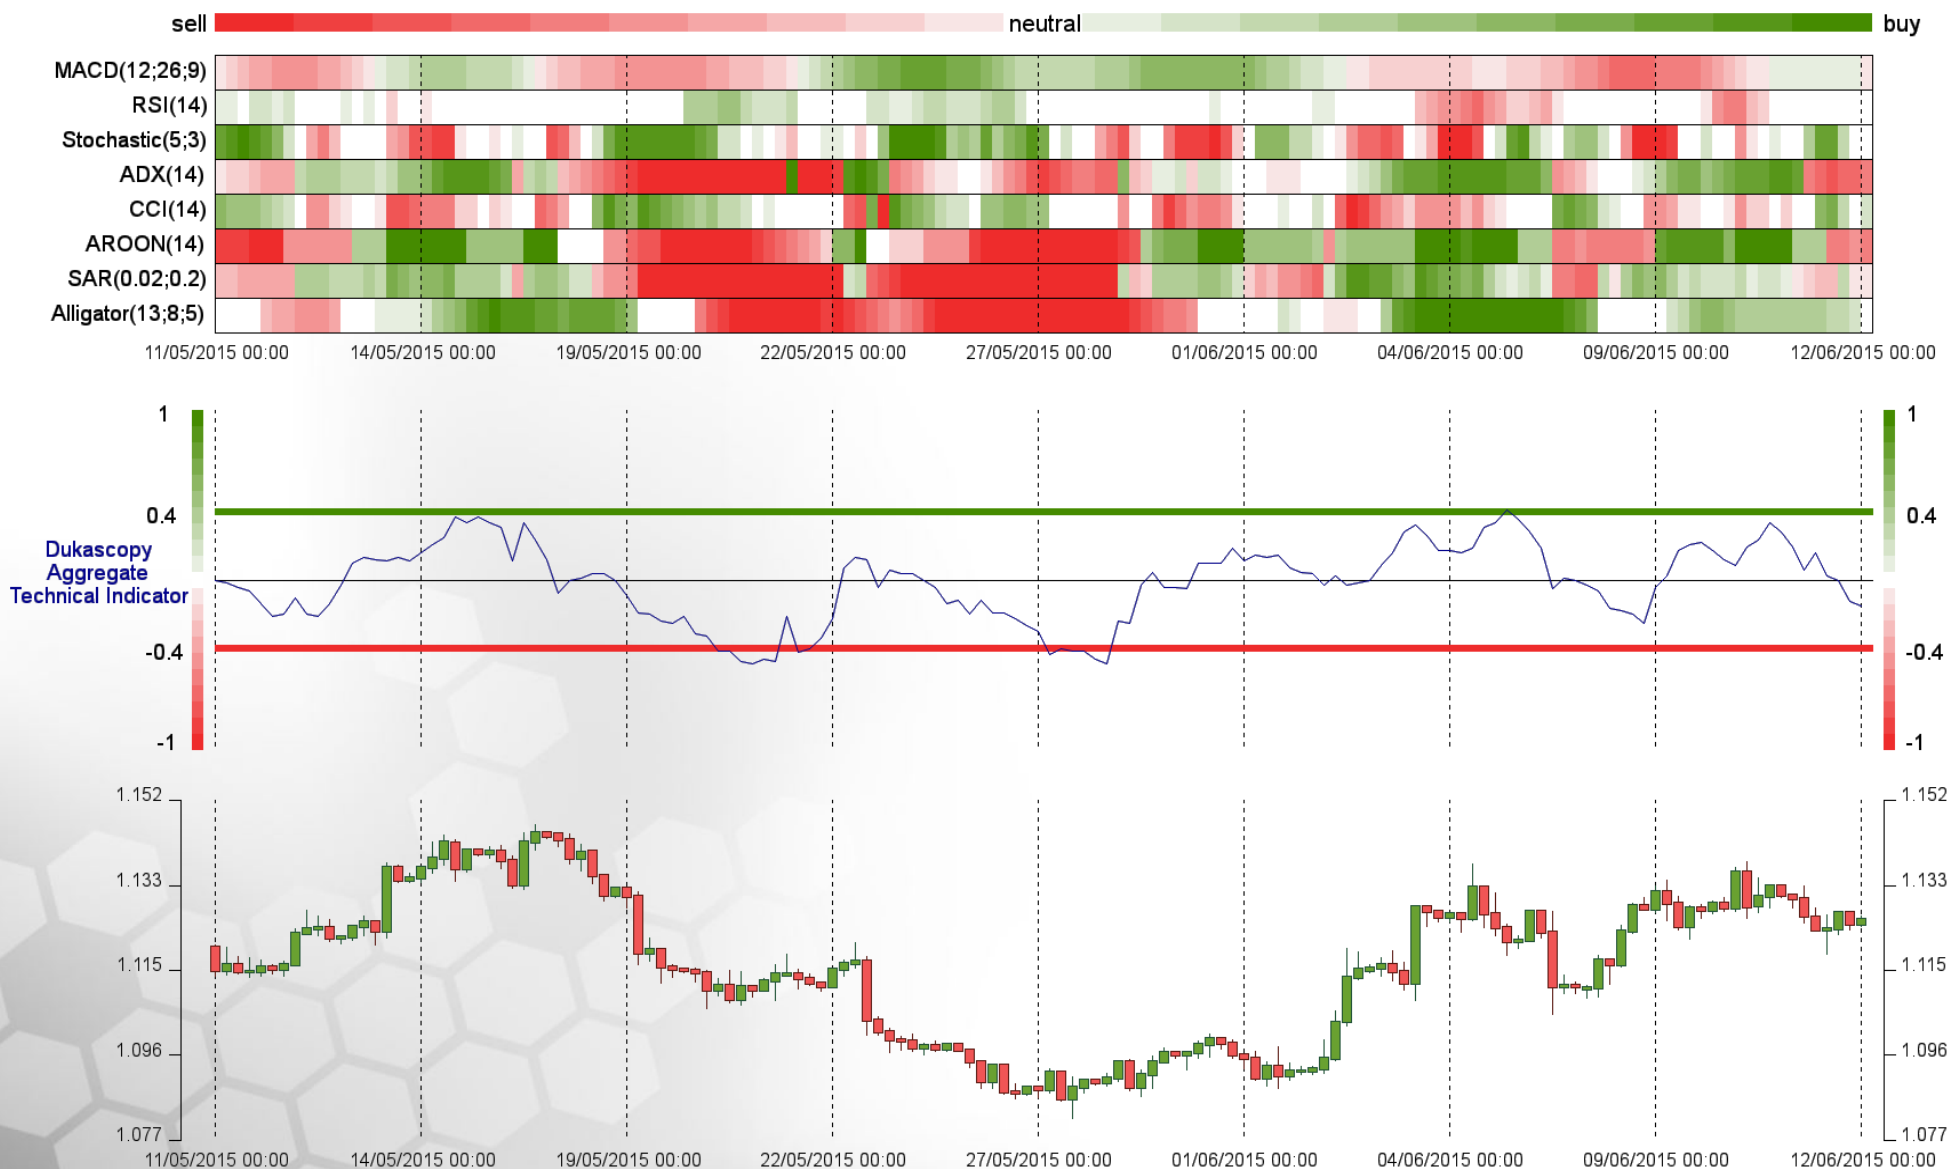 sell neutral buy
MACD(12;26;9)
RSI(14)
Stochastic(5;3)
ADX(14)
CCI(14)
AROON(14)
SAR(0.02;0.2)
Alligator(13;8;5)
11/05/2015 00:00 14/05/2015 00:00 19/05/2015 00:00 22/05/2015 00:00 27/05/2015 00:00 01/06/2015 00:00 04/06/2015 00:00 09/06/2015 00:00 12/06/2015 00:00
1 1
0.4 0.4
Dukascopy
Aggregate
Technical Indicator
-0.4 -0.4
-1 -1
1.152 1.152
1.133 1.133
1.115 1.115
1.096 1.096
1.077 1.077
11/05/2015 00:00 14/05/2015 00:00 19/05/2015 00:00 22/05/2015 00:00 27/05/2015 00:00 01/06/2015 00:00 04/06/2015 00:00 09/06/2015 00:00 12/06/2015 00:00